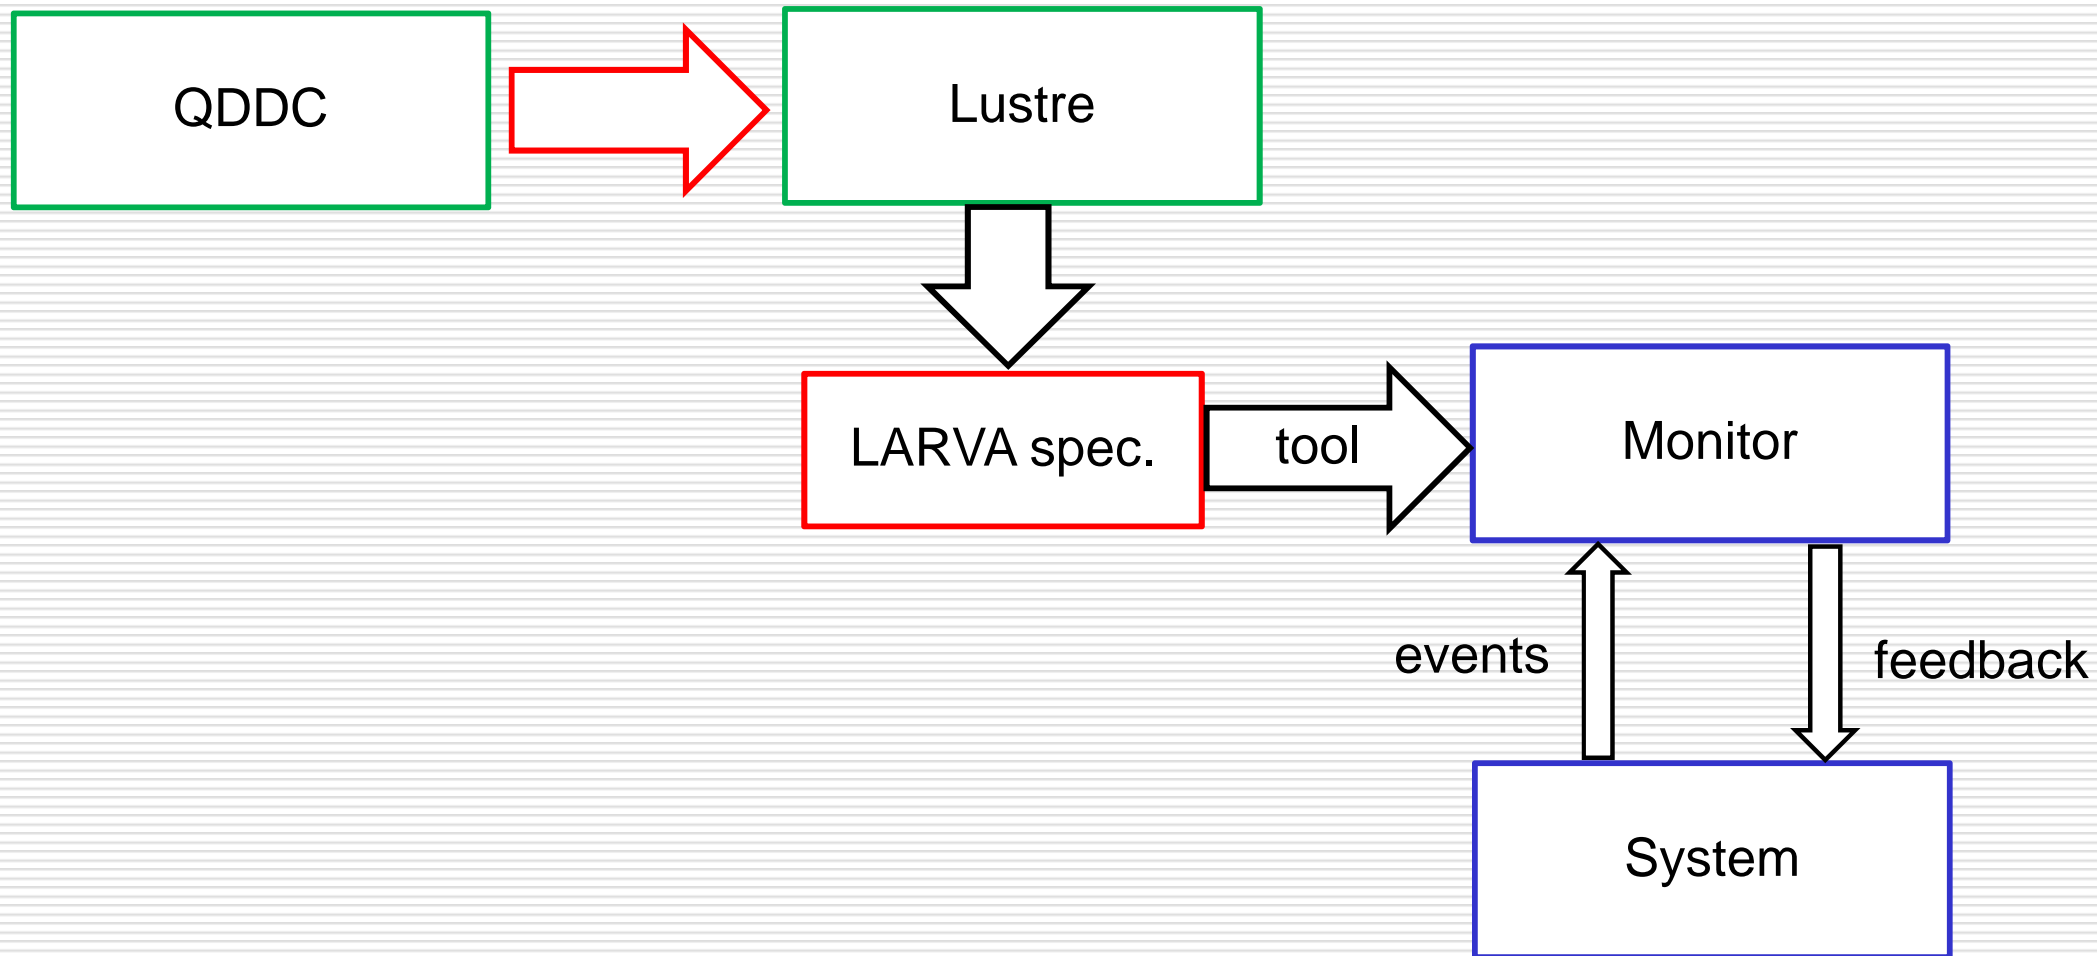 QDDC
Lustre
LARVA spec.
tool
Monitor
events
feedback
System